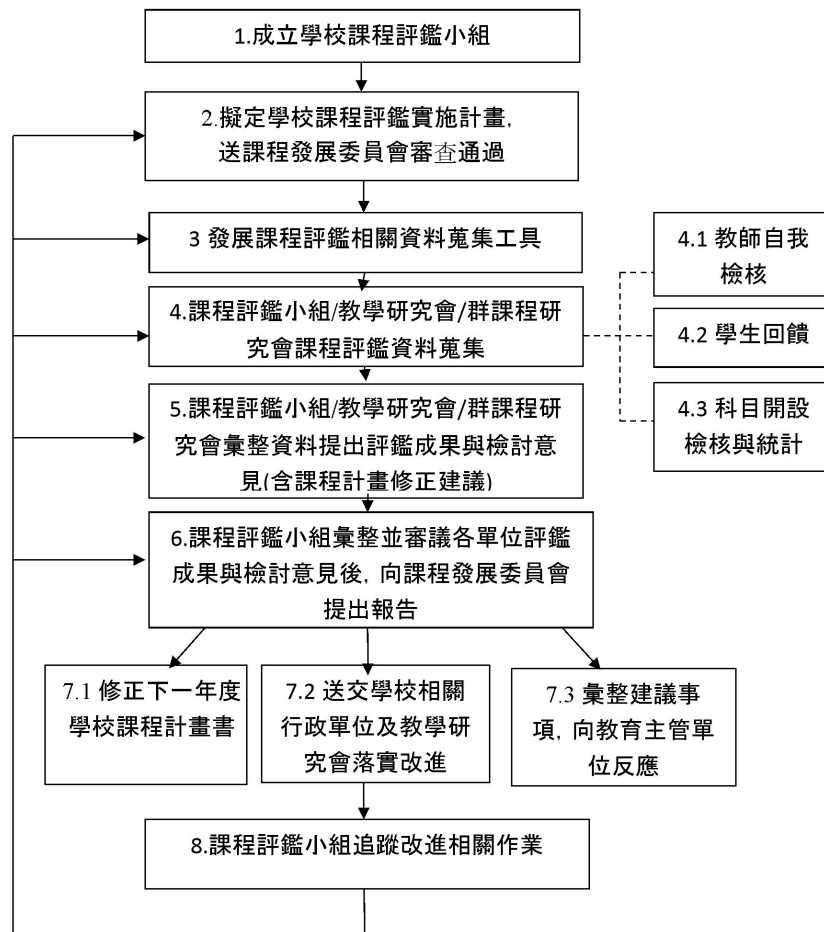 1.成立學校課程評鑑小組
2.擬定學校課程評鑑實施計畫,
送課程發展委員會審查通過
3 發展課程評鑑相關資料蒐集工具
4.課程評鑑小組/教學研究會/群課程研
究會課程評鑑資料蒐集
4.1 教師自我
檢核
4.2 學生回饋
4.3 科目開設
檢核與統計
5.課程評鑑小組/教學研究會/群課程研
究會彙整資料提出評鑑成果與檢討意
見(含課程計畫修正建議)
6.課程評鑑小組彙整並審議各單位評鑑
成果與檢討意見後, 向課程發展委員會
提出報告
7.1 修正下一年度
學校課程計畫書
7.2 送交學校相關
行政單位及教學研
究會落實改進
7.3 彙整建議事
項, 向教育主管單
位反應
8.課程評鑑小組追蹤改進相關作業